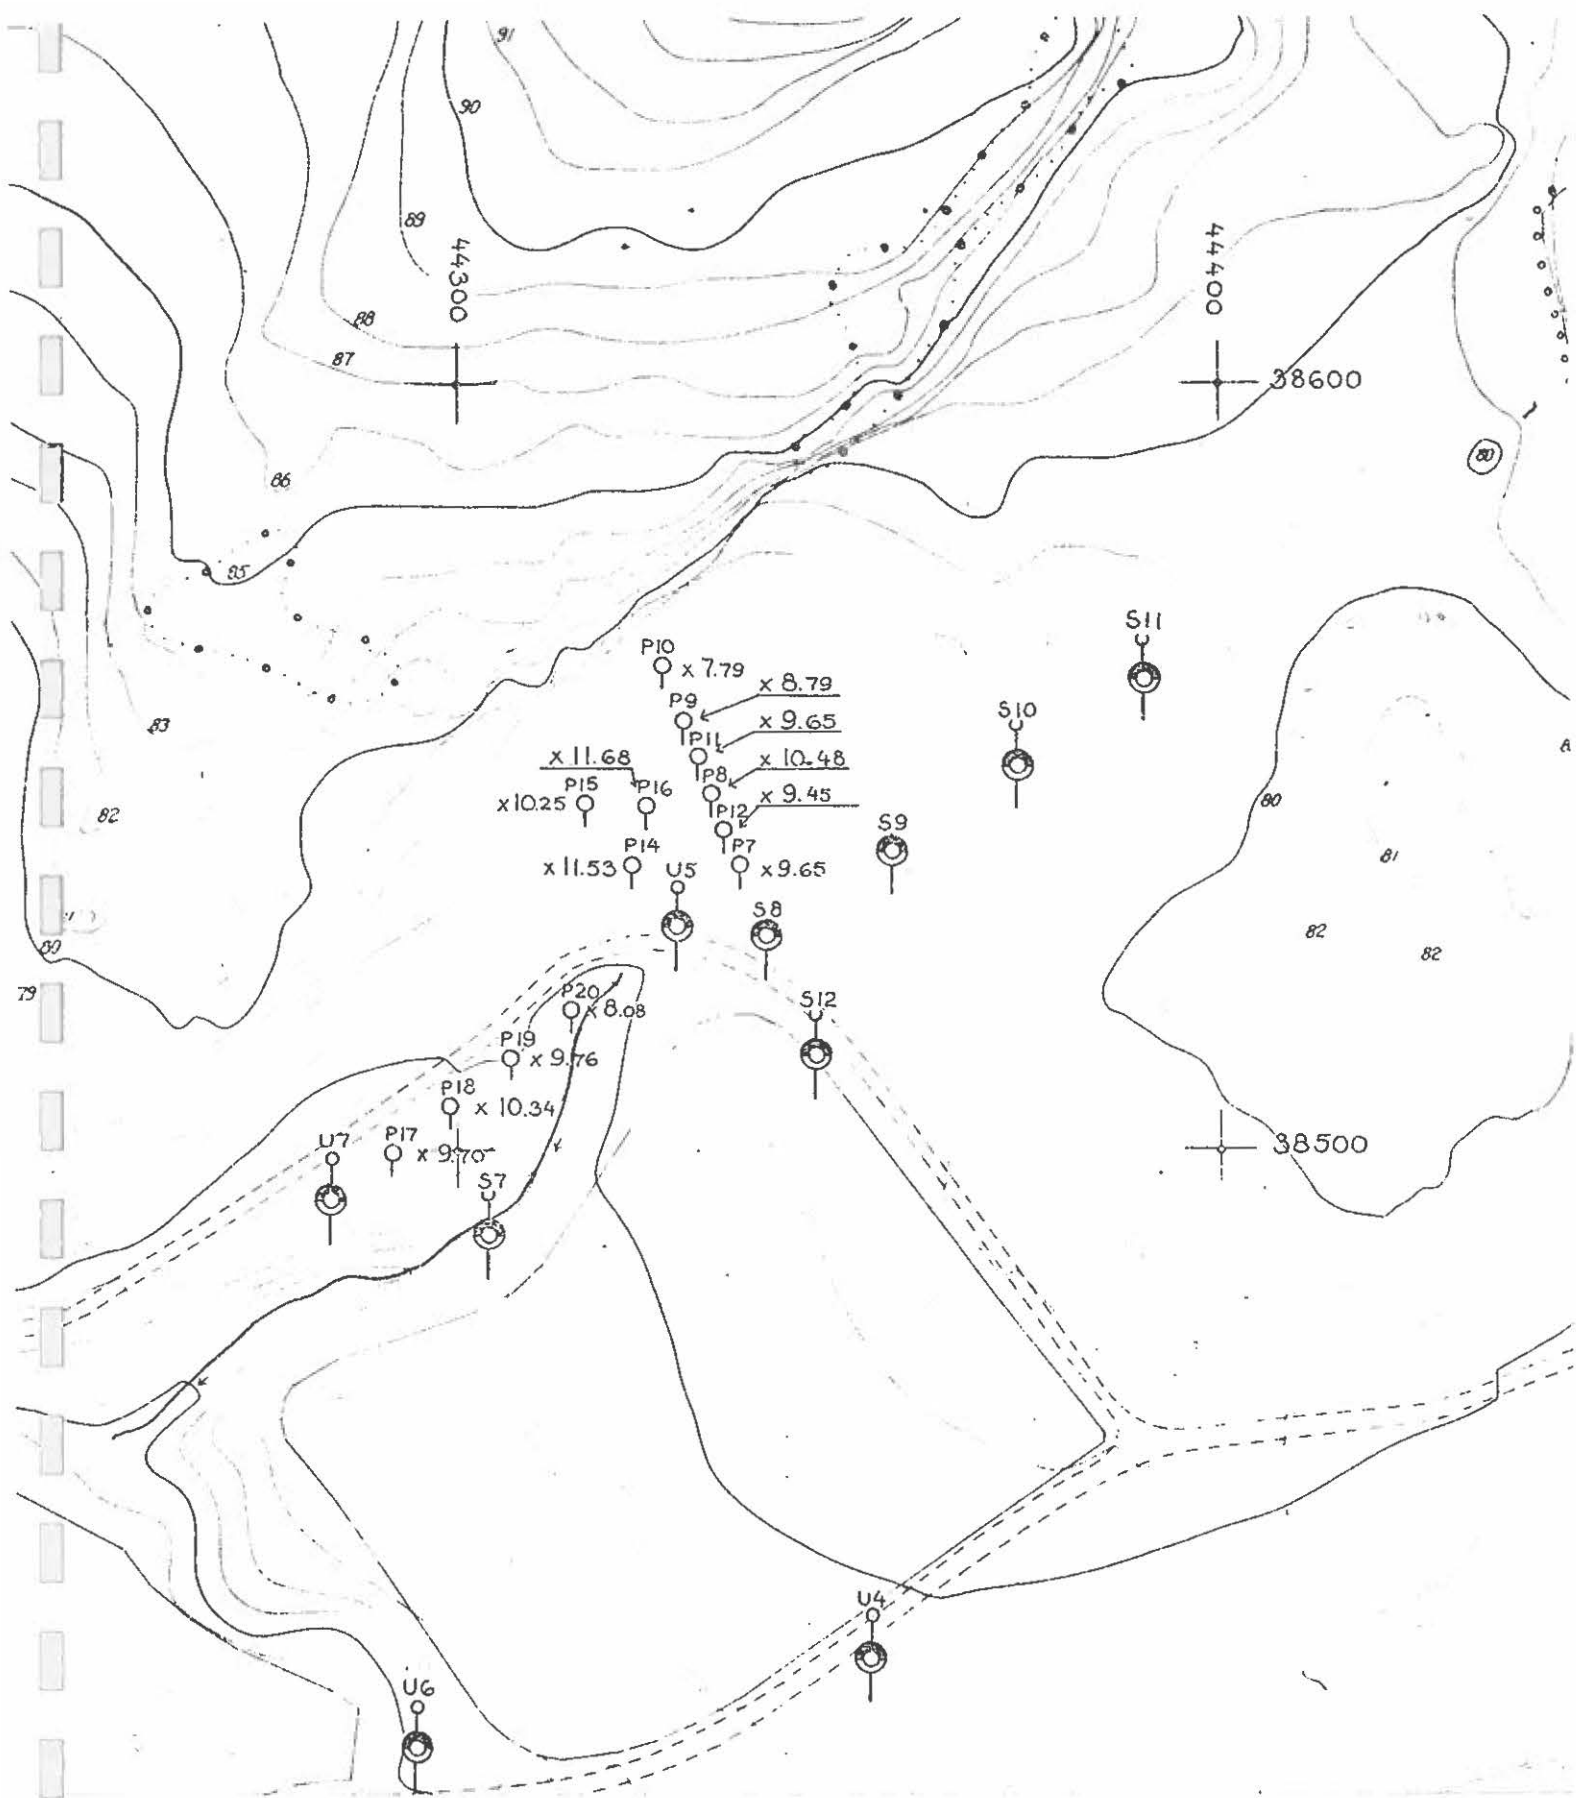 91
90
89
44300
44400
88
87
38600
80
86
85
S11
P10
x 7.79
x 8.79
P9
S10
83
x 9.65
P11
x 11.68
x 10.48
P15
P16
P8
x 9.45
x 10.25
P12
82
80
S9
P14
P7
81
x 11.53
U5
x 9.65
S8
82
80
82
79
P20
x 8.08
S12
P19
x 9.76
P18
x 10.34
U7
P17
x 9.70
38500
S7
U4
U6